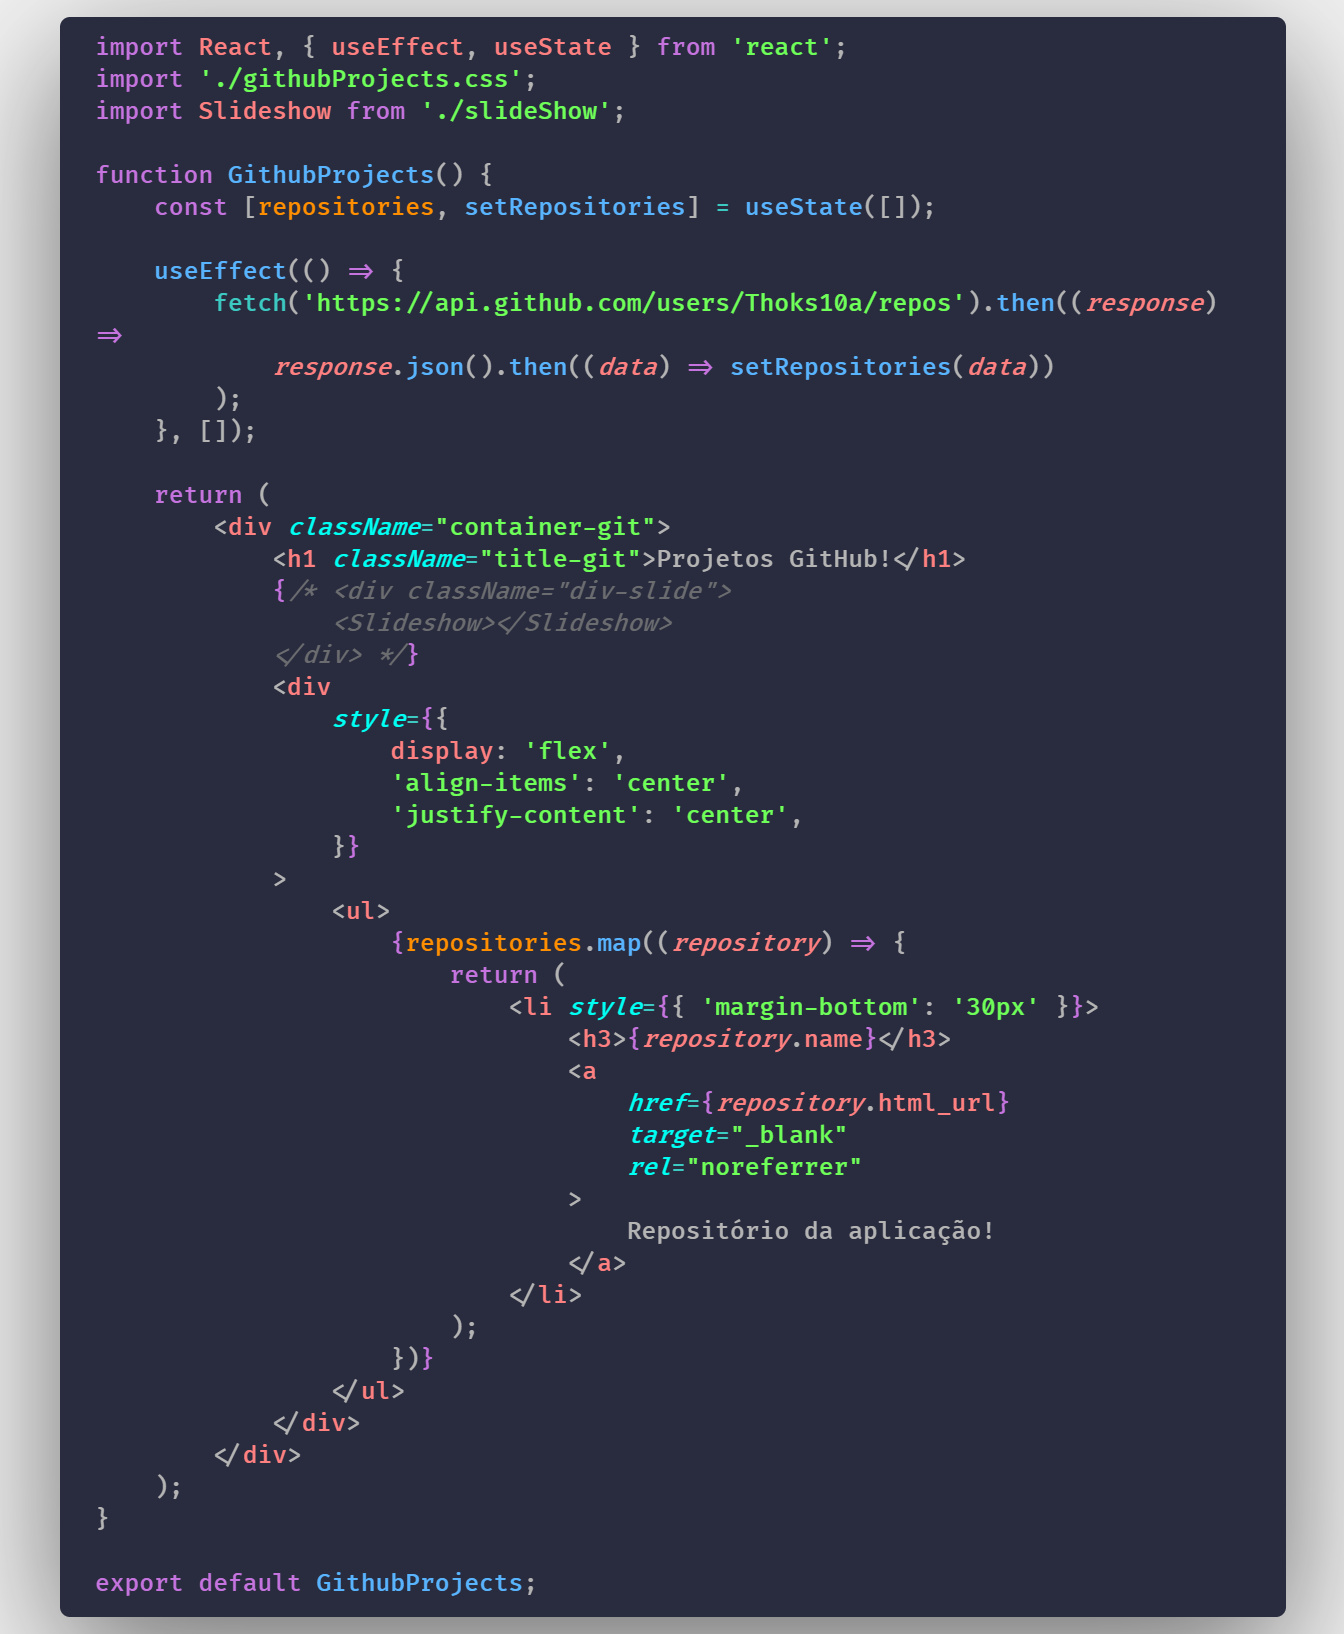 import React, { useEffect, useState } from 'react';
import './githubProjects.css';
import Slideshow from './slideShow';

function GithubProjects() {
    const [repositories, setRepositories] = useState([]);

    useEffect(() => {
        fetch('https://api.github.com/users/Thoks10a/repos').then((response)
=>
            response.json().then((data) => setRepositories(data))
        );
    }, []);

    return (
        <div className="container-git">
            <h1 className="title-git">Projetos GitHub!</h1>
            {/* <div className="div-slide">
                <Slideshow></Slideshow>
            </div> */}
            <div
                style={{
                    display: 'flex',
                    'align-items': 'center',
                    'justify-content': 'center',
                }}
            >
                <ul>
                    {repositories.map((repository) => {
                        return (
                            <li style={{ 'margin-bottom': '30px' }}>
                                <h3>{repository.name}</h3>
                                <a
                                    href={repository.html_url}
                                    target="_blank"
                                    rel="noreferrer"
                                >
                                    Repositório da aplicação!
                                </a>
                            </li>
                        );
                    })}
                </ul>
            </div>
        </div>
    );
}

export default GithubProjects;